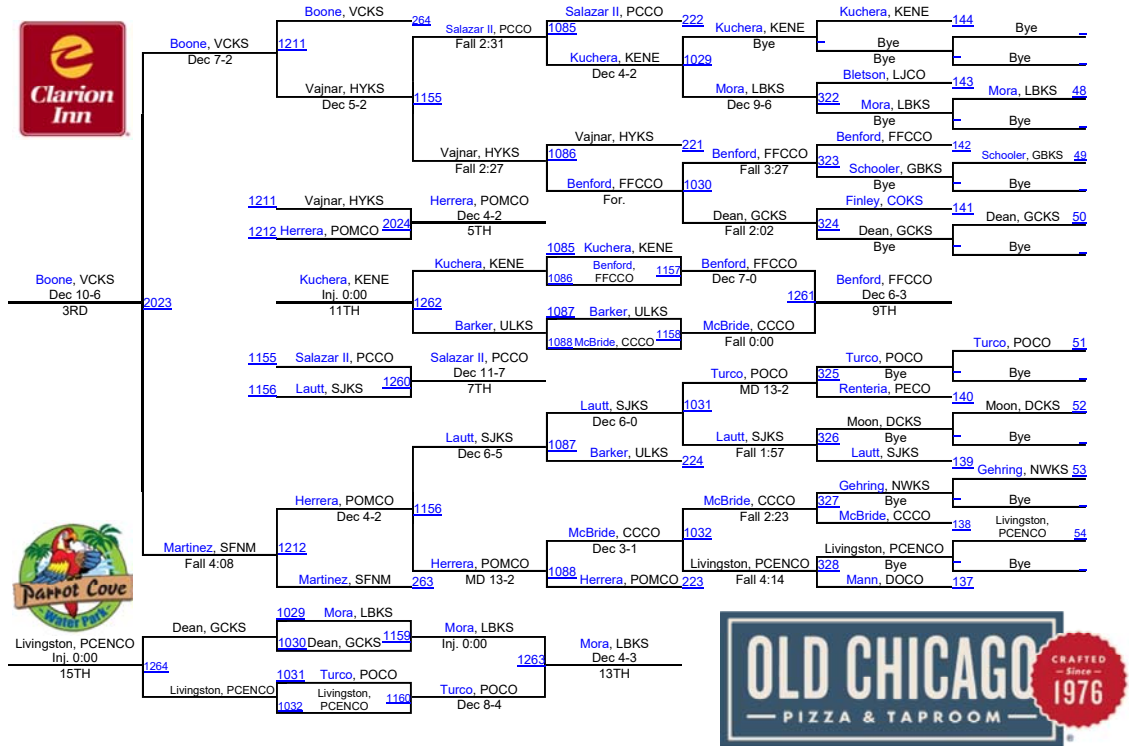 Clarion
Inn
Boone, VCKS
264
Salazar II, PCCO
222
Kuchera, KENE
144
Bye
Boone, VCKS
Dec 7-2
1211
Salazar II, PCCO
Fall 2:31
1085
Kuchera, KENE
Bye
Bye
Bye
Bye
Kuchera, KENE
Dec 4-2
1029
Bletson, LJCO
143
Vajnar, HYKS
Dec 5-2
1155
Mora, LBKS
Dec 9-6
322
Mora, LBKS
Bye
Mora, LBKS 48
Bye
Vajnar, HYKS
221
Benford, FFCCO
142
Vajnar, HYKS
Fall 2:27
1086
Benford, FFCCO
Fall 3:27
323
Schooler, GBKS
Bye
Schooler, GBKS 49
Bye
Benford, FFCCO
For.
1030
Finley, COKS
141
1211
Vajnar, HYKS
Herrera, POMCO
Dec 4-2
5TH
2024
1212 Herrera, POMCO
Dean, GCKS
Fall 2:02
324
Dean, GCKS
Bye
Dean, GCKS 50
Bye
1085 Kuchera, KENE
Boone, VCKS
Dec 10-6
3RD
2023
Kuchera, KENE
Inj. 0:00
11TH
Kuchera, KENE
1262
1086
Benford,
FFCCO
1157
Benford, FFCCO
Dec 7-0
1261
Benford, FFCCO
Dec 6-3
9TH
Barker, ULKS
1087 Barker, ULKS
1088 McBride, CCCO
1158
McBride, CCCO
Fall 0:00
1155 Salazar II, PCCO
1156 Lautt, SJKS
1260
Salazar II, PCCO
Dec 11-7
7TH
Turco, POCO
MD 13-2
325
Turco, POCO
Bye
Turco, POCO 51
Bye
Renteria, PECO
140
Lautt, SJKS
Dec 6-0
1031
Moon, DCKS
Bye
Moon, DCKS 52
Bye
Lautt, SJKS
Dec 6-5
1087
Barker, ULKS
224
Lautt, SJKS
Fall 1:57
326
Lautt, SJKS
139
Herrera, POMCO
Dec 4-2
1156
McBride, CCCO
Fall 2:23
327
Gehring, NWKS
Bye
Gehring, NWKS 53
Bye
McBride, CCCO
138
McBride, CCCO
Dec 3-1
1032
Livingston,
PCENCO
54
Martinez, SFNM
Fall 4:08
1212
Martinez, SFNM
263
Herrera, POMCO
MD 13-2
1088
Herrera, POMCO 223
Livingston, PCENCO
Fall 4:14
328
Livingston, PCENCO
Bye
Bye
Mann, DOCO
137
Parrot Cove
Water Park
Livingston, PCENCO
Inj. 0:00
15TH
1264
Dean, GCKS
1029
Mora, LBKS
1030 Dean, GCKS
1159
Mora, LBKS
Inj. 0:00
1263
Mora, LBKS
Dec 4-3
13TH
Livingston, PCENCO
1031
Turco, POCO
1032
Livingston,
PCENCO
1160
Turco, POCO
Dec 8-4
OLD CHICAGO
PIZZA & TAPROOM
CRAFTED
Since
1976